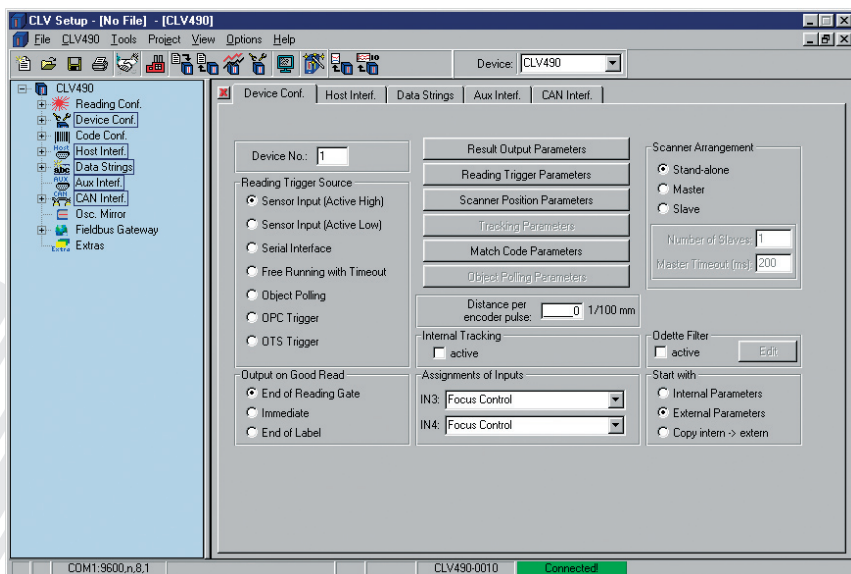 CLV Setup - [No File] - [CLV490]
File CLV490 Tools Project View Options Help
Device: CLV490
CLV490
Reading Conf.
Device Conf.
Code Conf.
Host Interf.
Data Strings
Aux Interf.
CAN Interf.
Osc. Mirror
Fieldbus Gateway
Extras
Device Conf. Host Interf. Data Strings Aux Interf. CAN Interf.
Device No.: 1
Reading Trigger Source
Sensor Input (Active High)
Sensor Input (Active Low)
Serial Interface
Free Running with Timeout
Object Polling
OPC Trigger
OTS Trigger
Output on Good Read
End of Reading Gate
Immediate
End of Label
Result Output Parameters
Reading Trigger Parameters
Scanner Position Parameters
Tracking Parameters
Match Code Parameters
Object Polling Parameters
Distance per
encoder pulse: 0 1/100 mm
Internal Tracking
active
Assignments of Inputs
IN3: Focus Control
IN4: Focus Control
Scanner Arrangement
Stand-alone
Master
Slave
Number of Slaves: 1
Master Timeout [ms]: 200
Odette Filter
active Edit
Start with
Internal Parameters
External Parameters
Copy intern -> extern
COM1:9600,n,8,1 CLV490-0010 Connected!